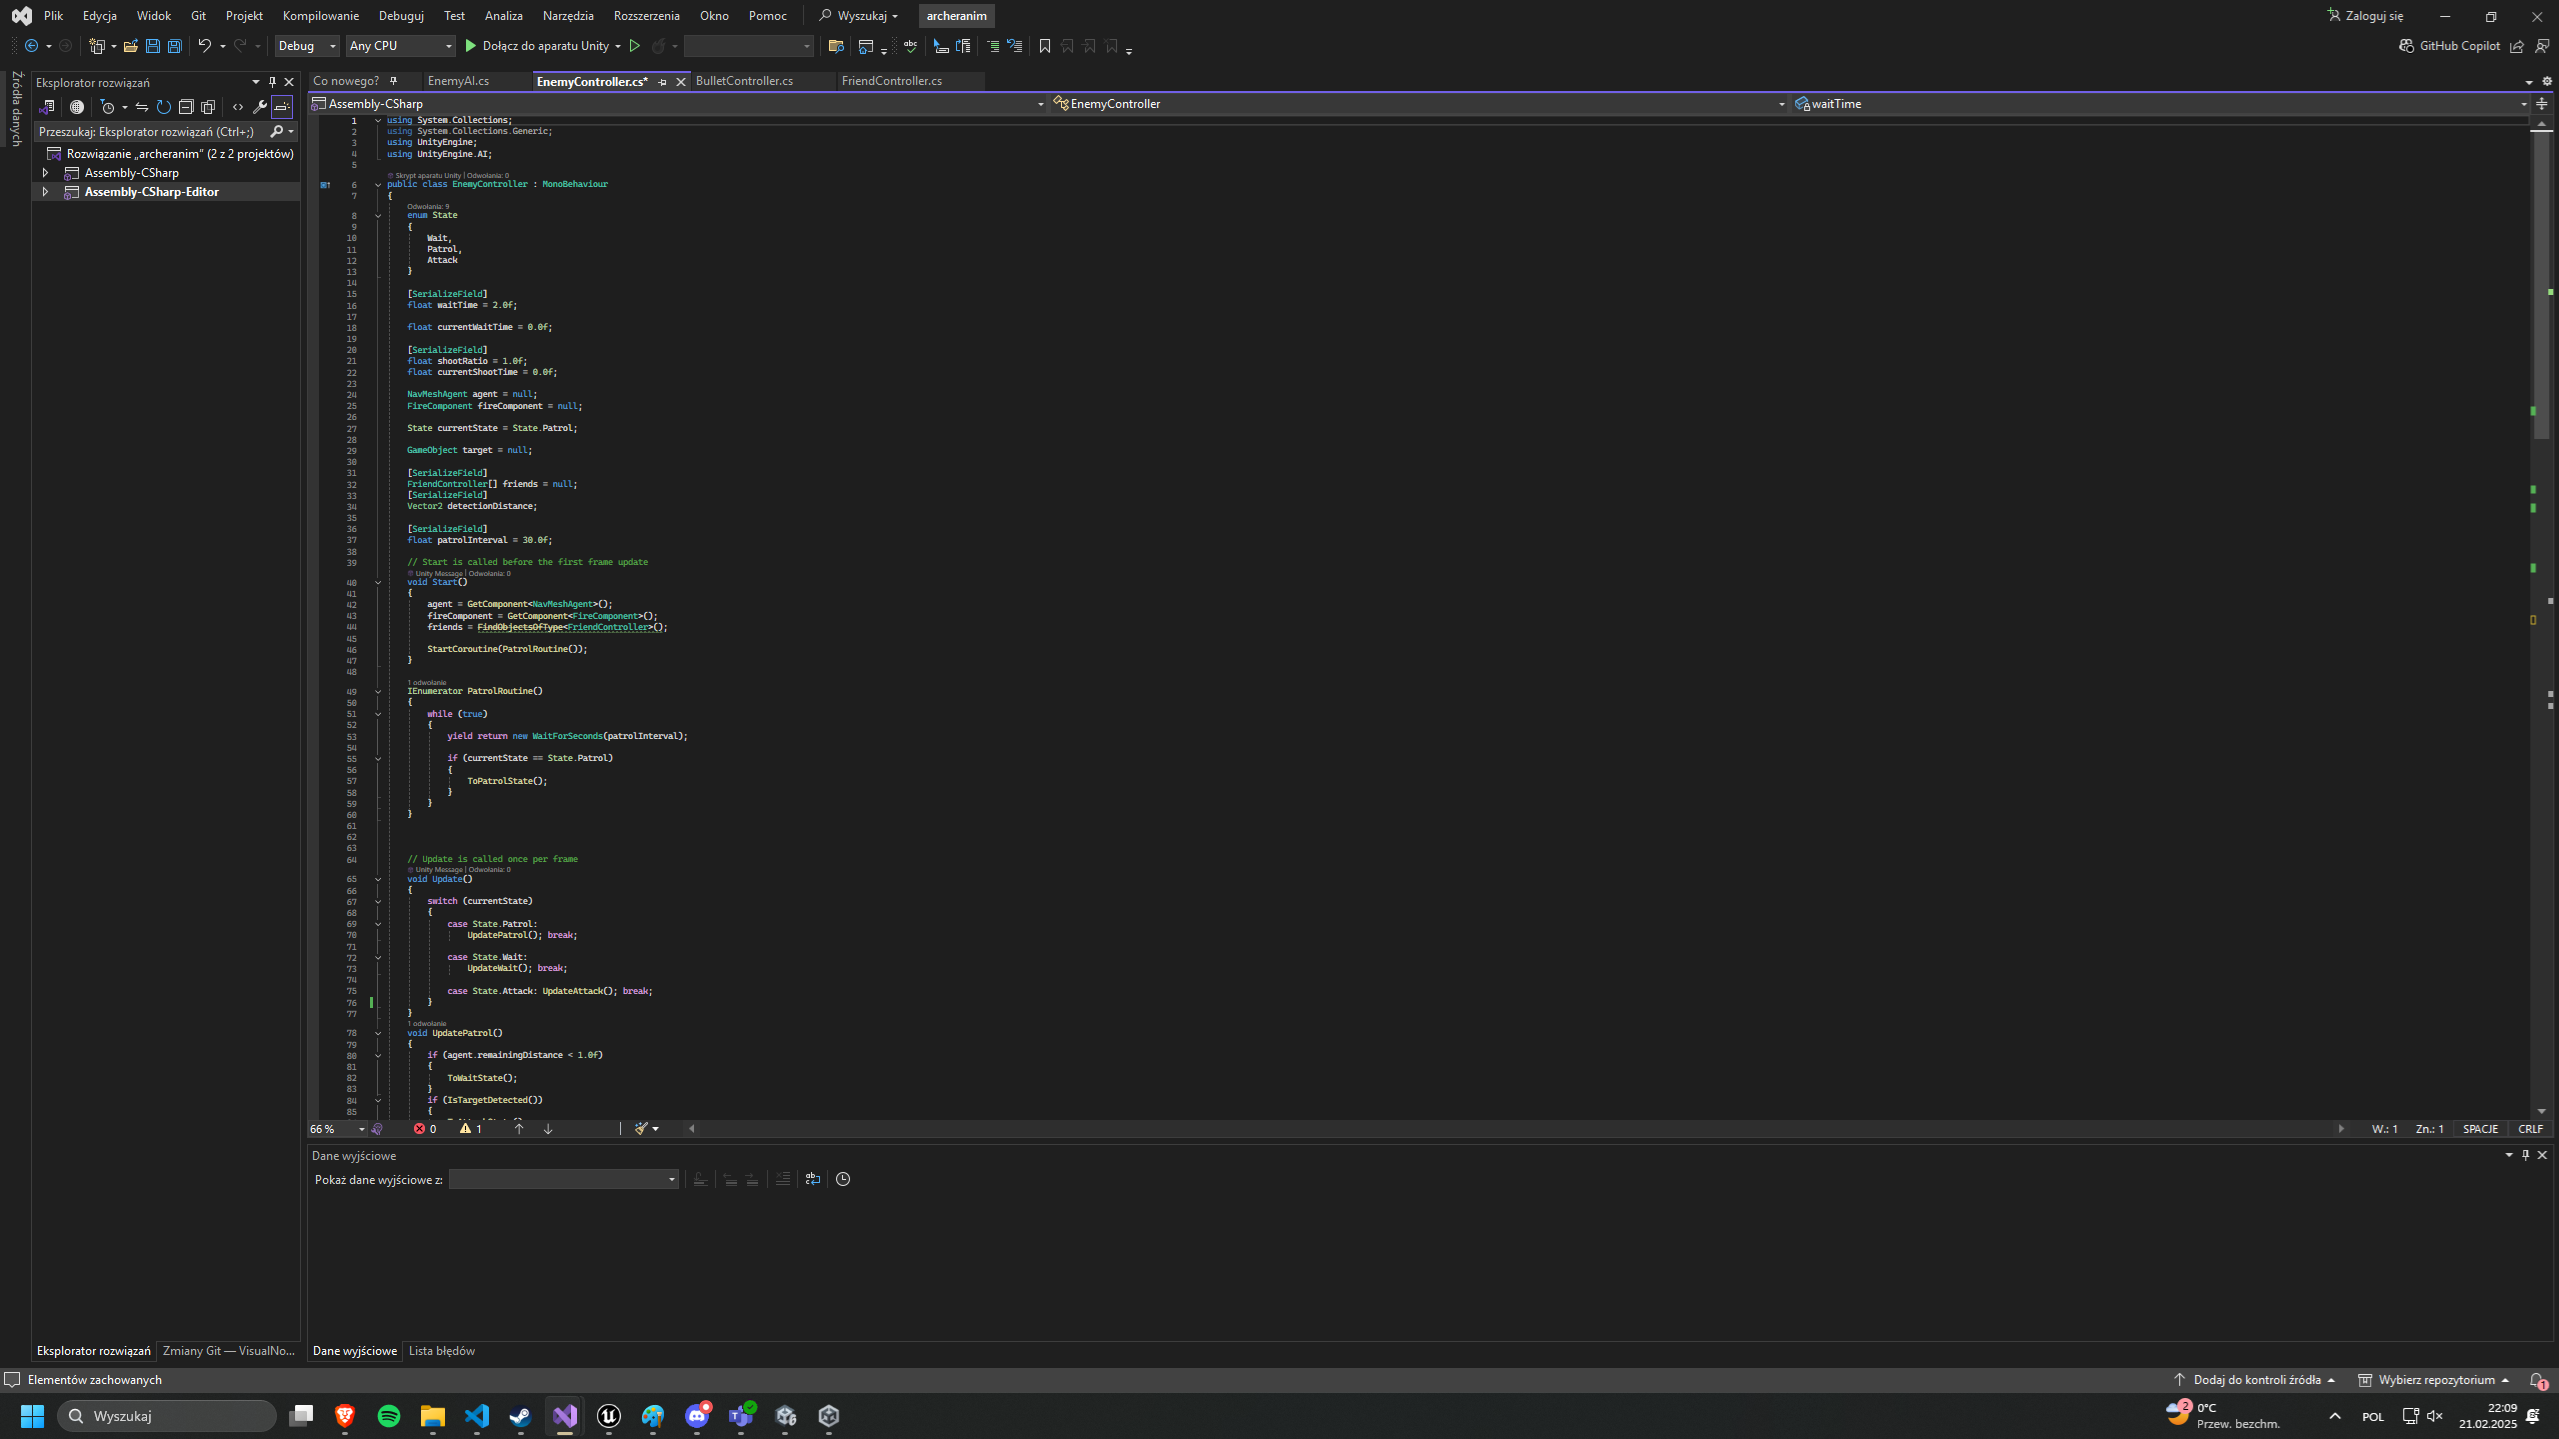 Plik Edycja Widok Git Projekt Kompilowanie Debuguj Test Analiza Narzędzia Rozszerzenia Okno Pomoc Wyszukaj archeranim Zaloguj się
Debug Any CPU Dołącz do aparatu Unity GitHub Copilot
Źródła danych
Eksplorator rozwiązań
Przeszukaj: Eksplorator rozwiązań (Ctrl+;)
Rozwiązanie „archeranim” (2 z 2 projektów)
Assembly-CSharp
Assembly-CSharp-Editor
Co nowego? EnemyAI.cs EnemyController.cs* BulletController.cs FriendController.cs
Assembly-CSharp EnemyController waitTime
1 using System.Collections;
2 using System.Collections.Generic;
3 using UnityEngine;
4 using UnityEngine.AI;
5
Skrypt aparatu Unity | Odwołania: 0
6 public class EnemyController : MonoBehaviour
7 {
Odwołania: 9
8 enum State
9 {
10 Wait,
11 Patrol,
12 Attack
13 }
14
15 [SerializeField]
16 float waitTime = 2.0f;
17
18 float currentWaitTime = 0.0f;
19
20 [SerializeField]
21 float shootRatio = 1.0f;
22 float currentShootTime = 0.0f;
23
24 NavMeshAgent agent = null;
25 FireComponent fireComponent = null;
26
27 State currentState = State.Patrol;
28
29 GameObject target = null;
30
31 [SerializeField]
32 FriendController[] friends = null;
33 [SerializeField]
34 Vector2 detectionDistance;
35
36 [SerializeField]
37 float patrolInterval = 30.0f;
38
39 // Start is called before the first frame update
Unity Message | Odwołania: 0
40 void Start()
41 {
42 agent = GetComponent<NavMeshAgent>();
43 fireComponent = GetComponent<FireComponent>();
44 friends = FindObjectsOfType<FriendController>();
45
46 StartCoroutine(PatrolRoutine());
47 }
48
1 odwołanie
49 IEnumerator PatrolRoutine()
50 {
51 while (true)
52 {
53 yield return new WaitForSeconds(patrolInterval);
54
55 if (currentState == State.Patrol)
56 {
57 ToPatrolState();
58 }
59 }
60 }
61
62
63
64 // Update is called once per frame
Unity Message | Odwołania: 0
65 void Update()
66 {
67 switch (currentState)
68 {
69 case State.Patrol:
70 UpdatePatrol(); break;
71
72 case State.Wait:
73 UpdateWait(); break;
74
75 case State.Attack: UpdateAttack(); break;
76 }
77 }
1 odwołanie
78 void UpdatePatrol()
79 {
80 if (agent.remainingDistance < 1.0f)
81 {
82 ToWaitState();
83 }
84 if (IsTargetDetected())
85 {
66 % 0 1 W.: 1 Zn.: 1 SPACJE CRLF
Dane wyjściowe
Pokaż dane wyjściowe z:
Eksplorator rozwiązań Zmiany Git — VisualNo... Dane wyjściowe Lista błędów
Elementów zachowanych Dodaj do kontroli źródła Wybierz repozytorium 1
Wyszukaj 2 0°C POL 22:09
Przew. bezchm. 21.02.2025